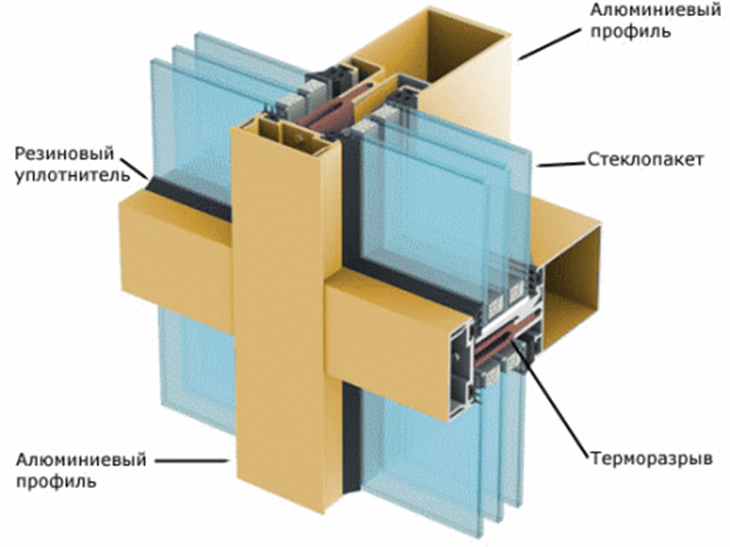 Алюминиевый
профиль
Резиновый
уплотнитель
Стеклопакет
Алюминиевый
профиль
Терморазрыв